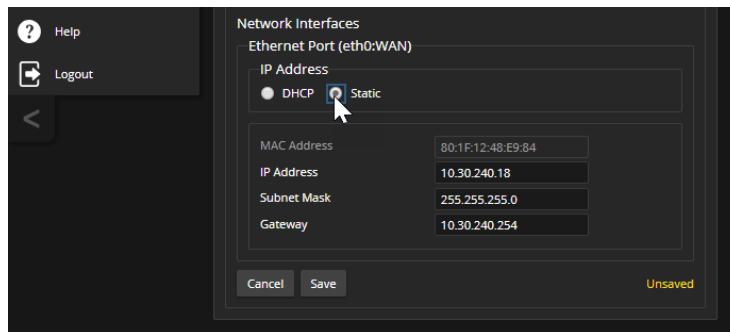 Help
Logout
<
Network Interfaces
Ethernet Port (eth0:WAN)
IP Address
DHCP Static
MAC Address 80:1F:12:48:E9:84
IP Address 10.30.240.18
Subnet Mask 255.255.255.0
Gateway 10.30.240.254
Cancel Save Unsaved